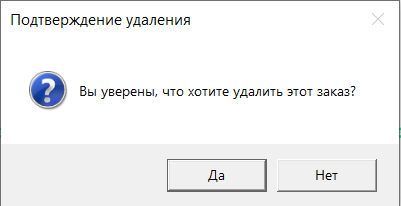 Подтверждение удаления
Вы уверены, что хотите удалить этот заказ?
Да
Нет